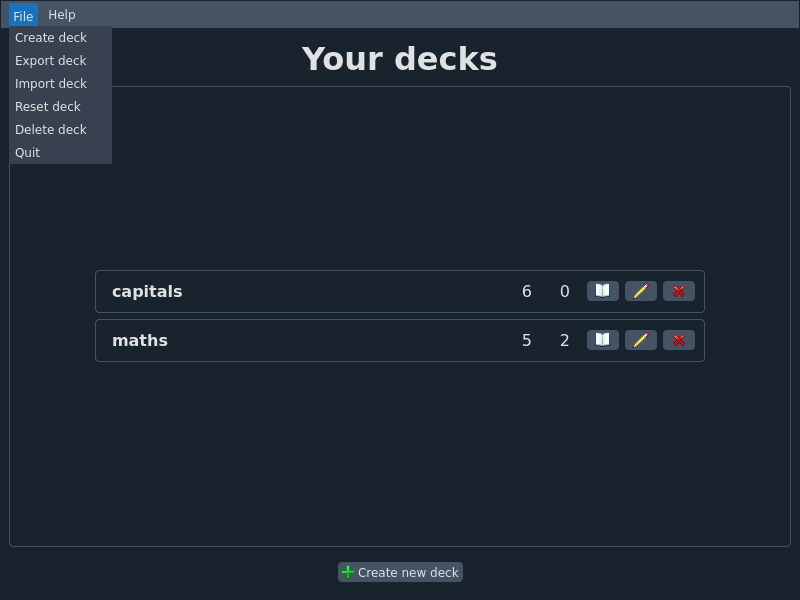 File Help
Create deck
Export deck
Import deck
Reset deck
Delete deck
Quit
Your decks
capitals 6 0
maths 5 2
Create new deck